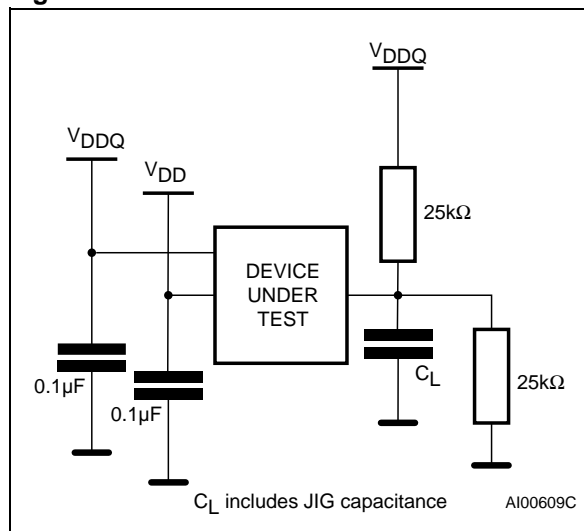 VDDQ
VDDQ
VDD
25kΩ
DEVICE
UNDER
TEST
0.1µF
0.1µF
CL
25kΩ
CL includes JIG capacitance
AI00609C